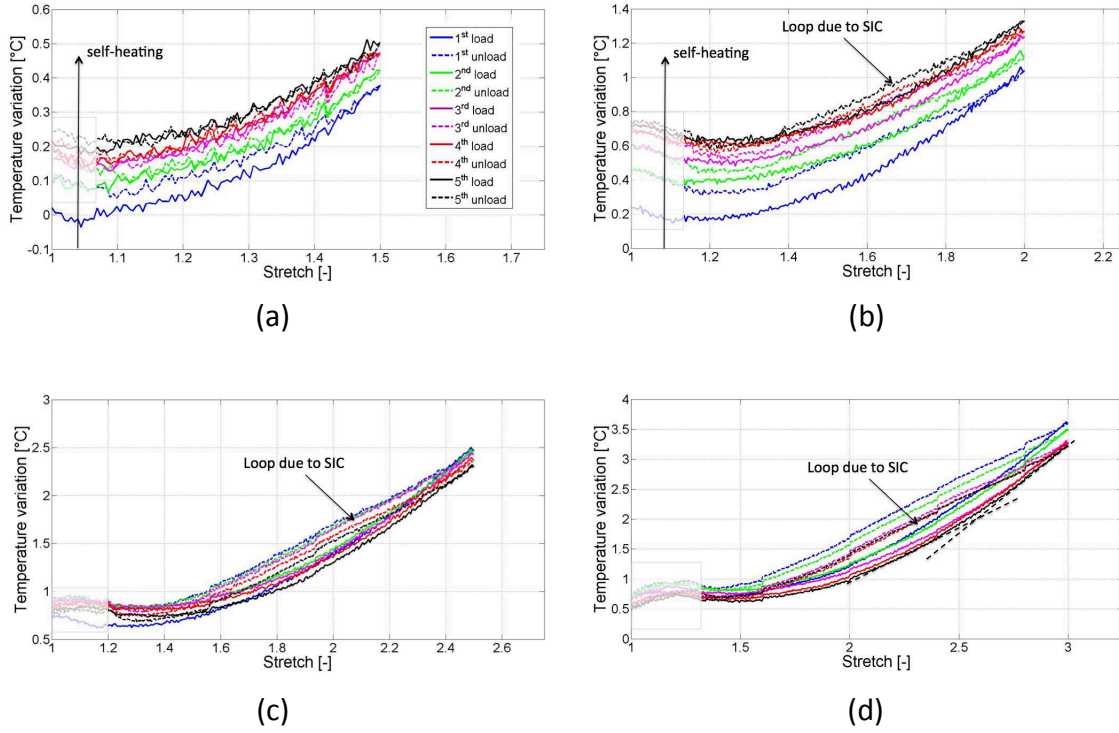 Temperature variation [°C]
0.6
0.5
0.4
0.3
0.2
0.1
0
-0.1
self-heating
1st load
1st unload
2nd load
2nd unload
3rd load
3rd unload
4th load
4th unload
5th load
5th unload
1 1.1 1.2 1.3 1.4 1.5 1.6 1.7
Stretch [-]
(a)
Temperature variation [°C]
1.4
1.2
1
0.8
0.6
0.4
0.2
0
self-heating
Loop due to SIC
1 1.2 1.4 1.6 1.8 2 2.2
Stretch [-]
(b)
Temperature variation [°C]
3
2.5
2
1.5
1
0.5
Loop due to SIC
1 1.2 1.4 1.6 1.8 2 2.2 2.4 2.6
Stretch [-]
(c)
Temperature variation [°C]
4
3.5
3
2.5
2
1.5
1
0.5
0
Loop due to SIC
1 1.5 2 2.5 3
Stretch [-]
(d)